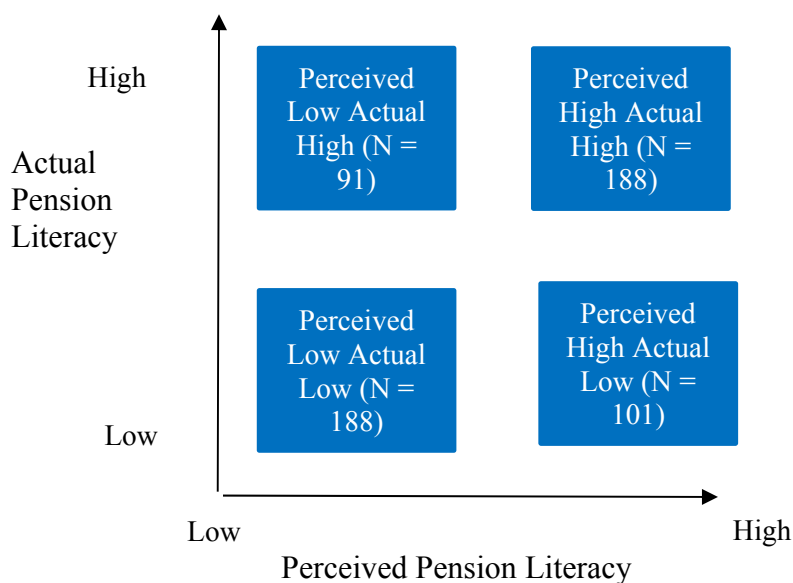 High
Actual
Pension
Literacy
Perceived
Low Actual
High (N =
91)
Perceived
High Actual
High (N =
188)
Perceived
Low Actual
Low (N =
188)
Perceived
High Actual
Low (N =
101)
Low
Low
High
Perceived Pension Literacy